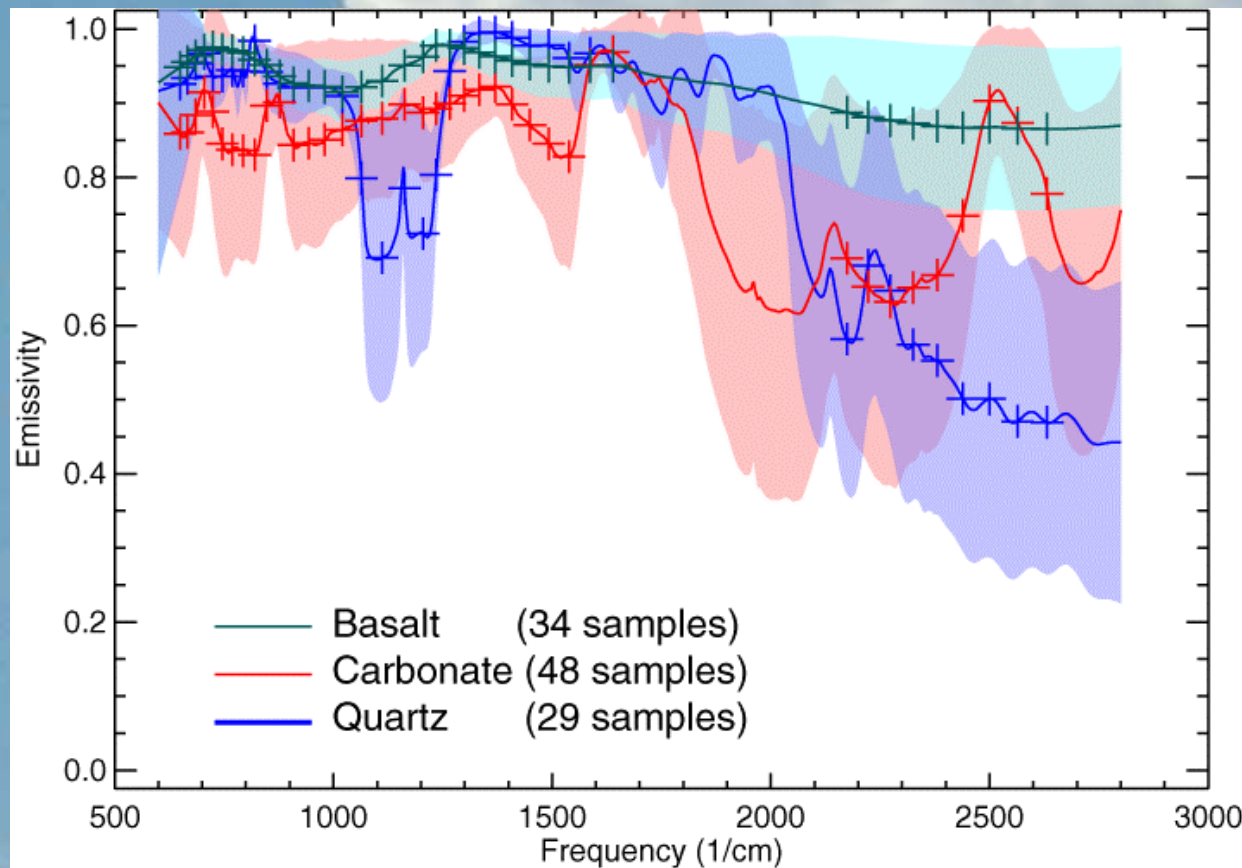 1.0
0.8
0.6
0.4
0.2
0.0
Emissivity
Basalt (34 samples)
Carbonate (48 samples)
Quartz (29 samples)
500 1000 1500 2000 2500 3000
Frequency (1/cm)